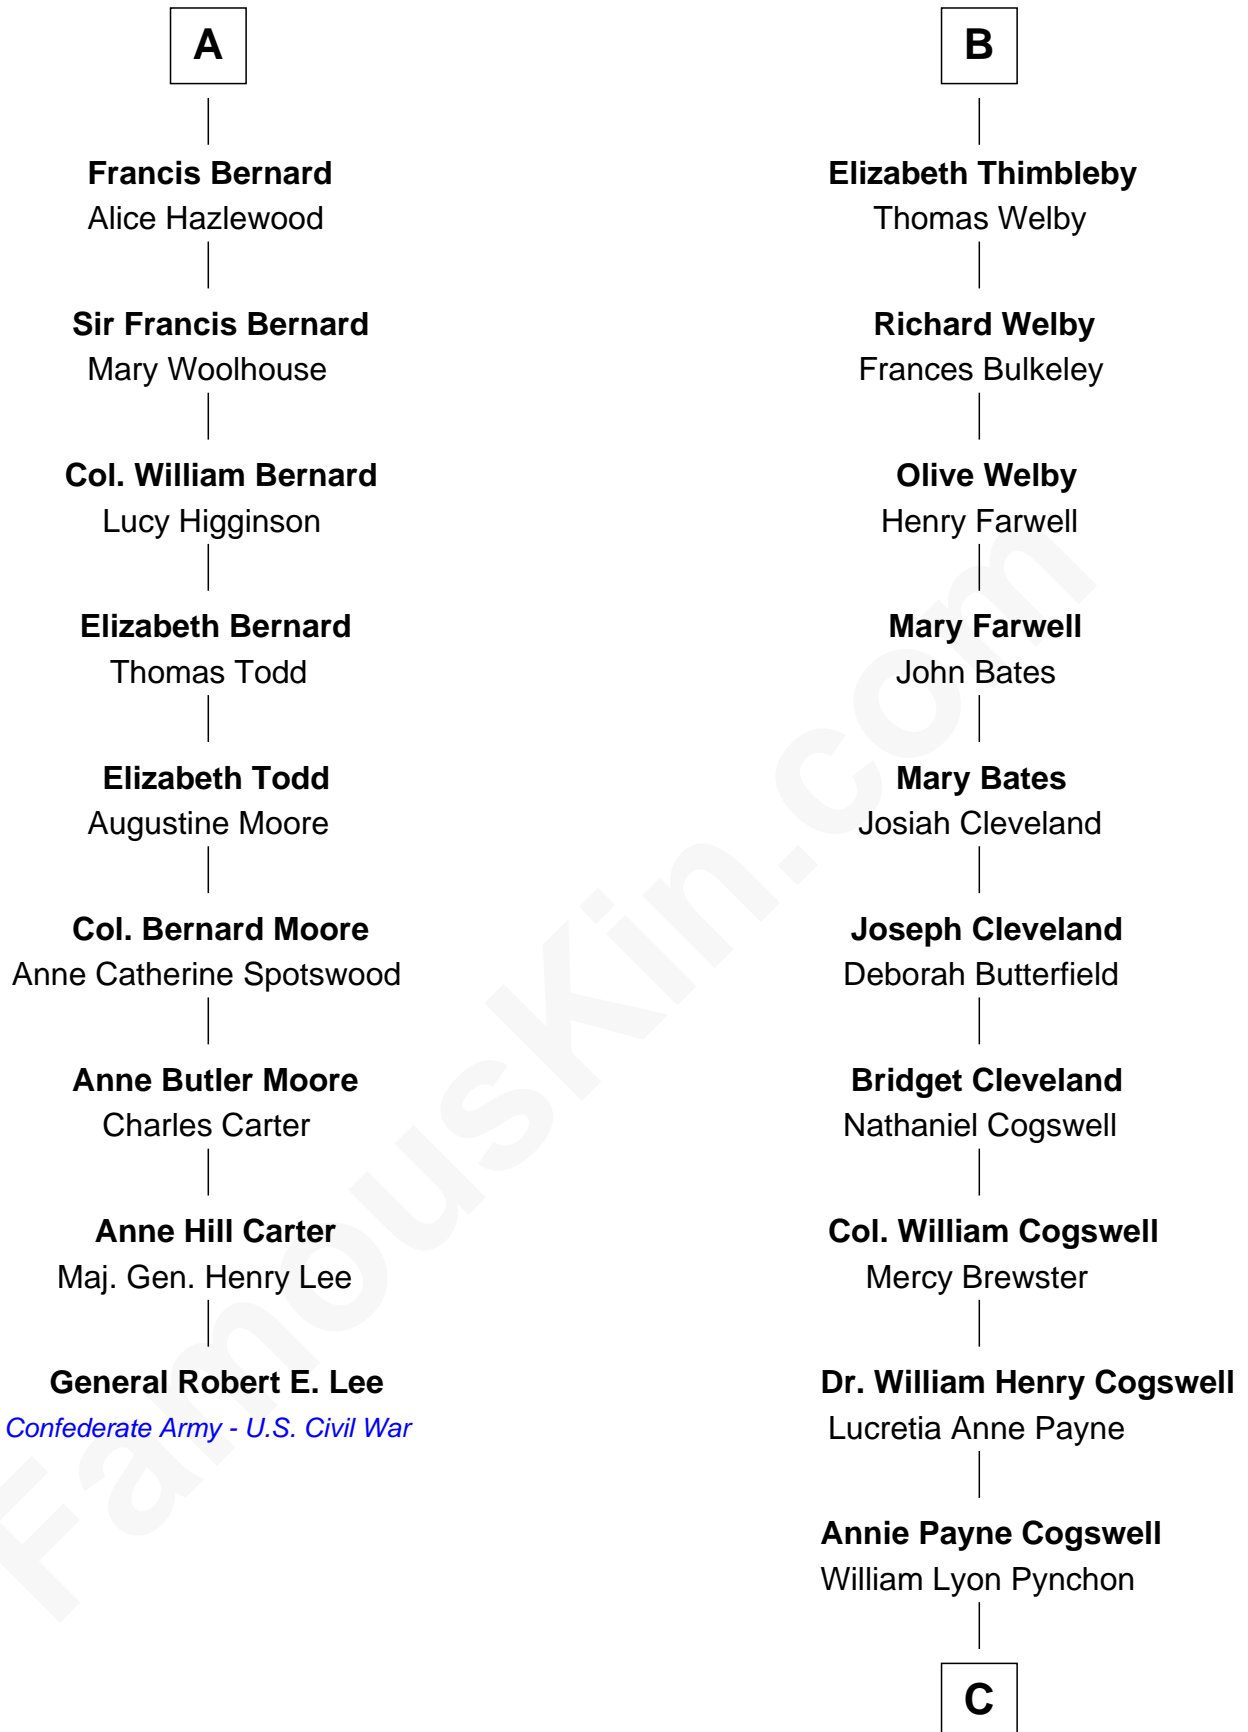 A
Francis Bernard
Alice Hazlewood
Sir Francis Bernard
Mary Woolhouse
Col. William Bernard
Lucy Higginson
Elizabeth Bernard
Thomas Todd
Elizabeth Todd
Augustine Moore
Col. Bernard Moore
Anne Catherine Spotswood
Anne Butler Moore
Charles Carter
Anne Hill Carter
Maj. Gen. Henry Lee
General Robert E. Lee
Confederate Army - U.S. Civil War
B
Elizabeth Thimbleby
Thomas Welby
Richard Welby
Frances Bulkeley
Olive Welby
Henry Farwell
Mary Farwell
John Bates
Mary Bates
Josiah Cleveland
Joseph Cleveland
Deborah Butterfield
Bridget Cleveland
Nathaniel Cogswell
Col. William Cogswell
Mercy Brewster
Dr. William Henry Cogswell
Lucretia Anne Payne
Annie Payne Cogswell
William Lyon Pynchon
C
FamousKin.com